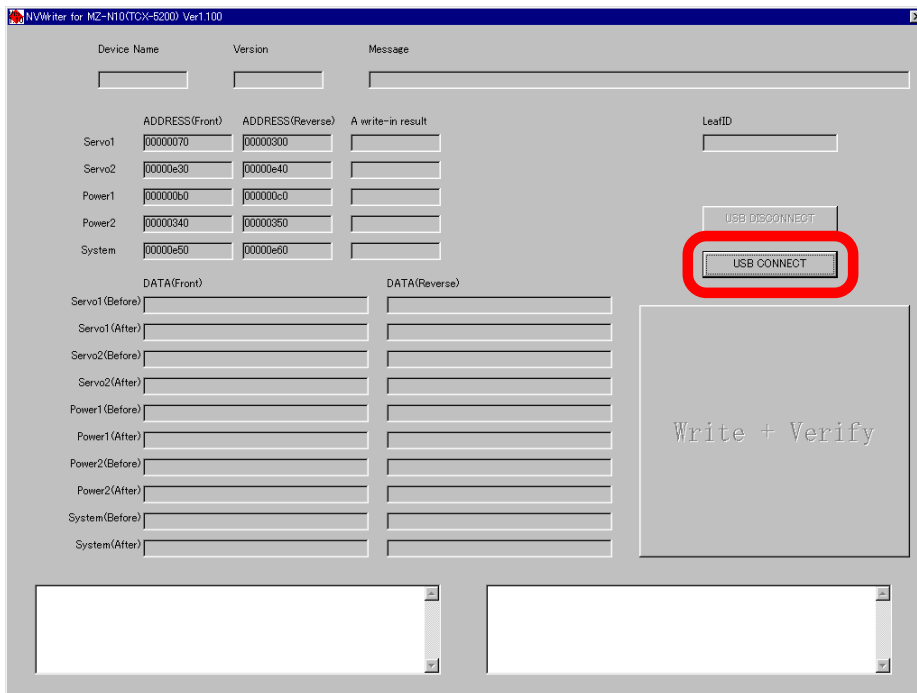 NVWriter for MZ-N10(TCX-5200) Ver1.100
Device Name Version Message
ADDRESS(Front) ADDRESS(Reverse) A write-in result LeafID
Servo1 00000070 00000300
Servo2 00000e30 00000e40
Power1 000000b0 000000c0
Power2 00000340 00000350
USB DISCONNECT
System 00000e50 00000e60
USB CONNECT
DATA(Front) DATA(Reverse)
Servo1(Before)
Servo1(After)
Servo2(Before)
Servo2(After)
Power1(Before)
Power1(After)
Write + Verify
Power2(Before)
Power2(After)
System(Before)
System(After)